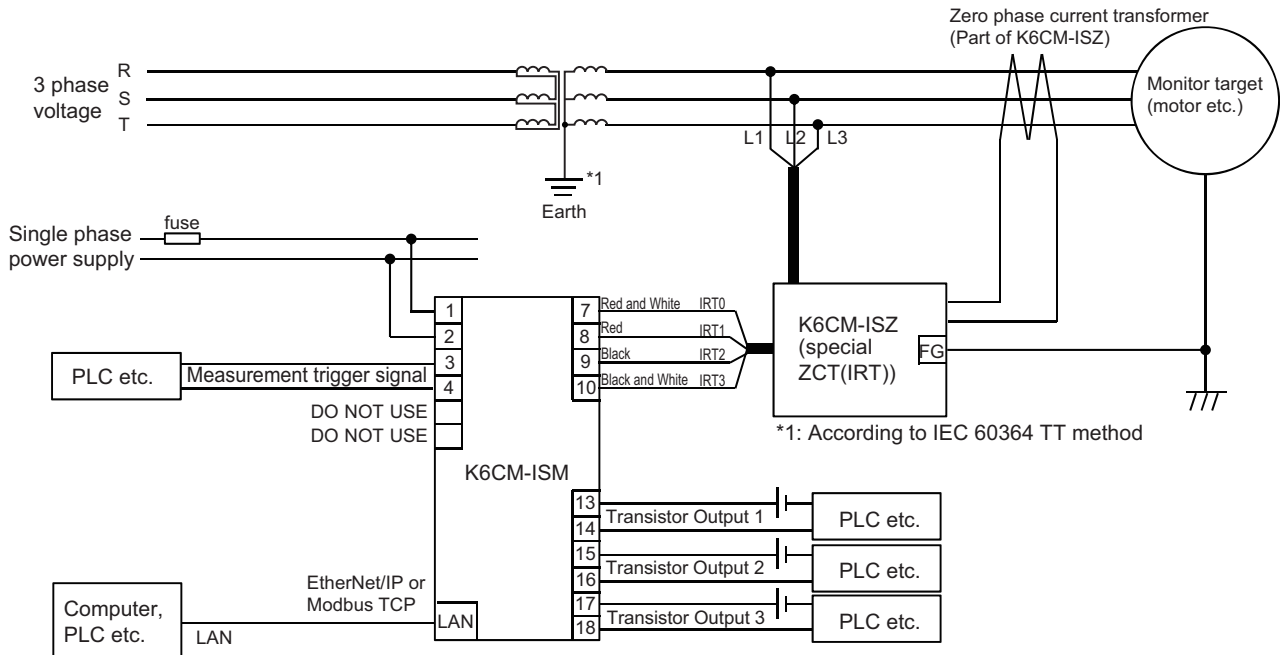 Zero phase current transformer
(Part of K6CM-ISZ)
3 phase
voltage
R
S
T
Monitor target
(motor etc.)
L1
L2
L3
*1
Earth
fuse
Single phase
power supply
1
2
3
4
7
8
9
10
Red and White IRT0
Red IRT1
Black IRT2
Black and White IRT3
K6CM-ISZ
(special
ZCT(IRT))
FG
PLC etc.
Measurement trigger signal
DO NOT USE
DO NOT USE
*1: According to IEC 60364 TT method
K6CM-ISM
13
14
Transistor Output 1
PLC etc.
15
16
Transistor Output 2
PLC etc.
17
18
Transistor Output 3
PLC etc.
EtherNet/IP or
Modbus TCP
LAN
Computer,
PLC etc.
LAN